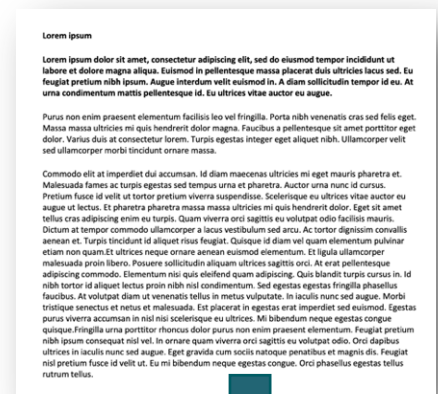 Lorem ipsum
Lorem ipsum dolor sit amet, consectetur adipiscing elit, sed do eiusmod tempor incididunt ut
labore et dolore magna aliqua. Euismod in pellentesque massa placerat duis ultricies lacus sed. Eu
feugiat pretium nibh ipsum. Augue interdum velit euismod in. A diam sollicitudin tempor id eu. At
urna condimentum mattis pellentesque id. Eu ultrices vitae auctor eu augue.
Purus non enim praesent elementum facilisis leo vel fringilla. Porta nibh venenatis cras sed felis eget.
Massa massa ultricies mi quis hendrerit dolor magna. Faucibus a pellentesque sit amet porttitor eget
dolor. Varius duis at consectetur lorem. Turpis egestas integer eget aliquet nibh. Ullamcorper velit
sed ullamcorper morbi tincidunt ornare massa.
Commodo elit at imperdiet dui accumsan. Id diam maecenas ultricies mi eget mauris pharetra et.
Malesuada fames ac turpis egestas sed tempus urna et pharetra. Auctor urna nunc id cursus.
Pretium fusce id velit ut tortor pretium viverra suspendisse. Scelerisque eu ultrices vitae auctor eu
augue ut lectus. Et pharetra pharetra massa massa ultricies mi quis hendrerit dolor. Eget sit amet
tellus cras adipiscing enim eu turpis. Quam viverra orci sagittis eu volutpat odio facilisis mauris.
Dictum at tempor commodo ullamcorper a lacus vestibulum sed arcu. Ac tortor dignissim convallis
aenean et. Turpis tincidunt id aliquet risus feugiat. Quisque id diam vel quam elementum pulvinar
etiam non quam.Et ultrices neque ornare aenean euismod elementum. Et ligula ullamcorper
malesuada proin libero. Posuere sollicitudin aliquam ultrices sagittis orci. At erat pellentesque
adipiscing commodo. Elementum nisi quis eleifend quam adipiscing. Quis blandit turpis cursus in. Id
nibh tortor id aliquet lectus proin nibh nisl condimentum. Sed egestas egestas fringilla phasellus
faucibus. At volutpat diam ut venenatis tellus in metus vulputate. In iaculis nunc sed augue. Morbi
tristique senectus et netus et malesuada. Est placerat in egestas erat imperdiet sed euismod. Egestas
purus viverra accumsan in nisl nisi scelerisque eu ultrices. Mi bibendum neque egestas congue
quisque.Fringilla urna porttitor rhoncus dolor purus non enim praesent elementum. Feugiat pretium
nibh ipsum consequat nisl vel. In ornare quam viverra orci sagittis eu volutpat odio. Orci dapibus
ultrices in iaculis nunc sed augue. Eget gravida cum sociis natoque penatibus et magnis dis. Feugiat
nisl pretium fusce id velit ut. Eu mi bibendum neque egestas congue. Orci phasellus egestas tellus
rutrum tellus.